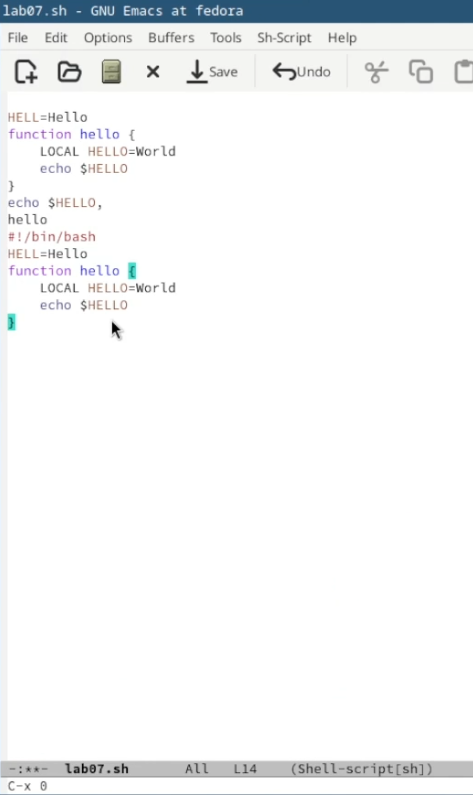 lab07.sh - GNU Emacs at fedora
File Edit Options Buffers Tools Sh-Script Help
Save Undo
HELL=Hello
function hello {
    LOCAL HELLO=World
    echo $HELLO
}
echo $HELLO,
hello
#!/bin/bash
HELL=Hello
function hello {
    LOCAL HELLO=World
    echo $HELLO
}
-:**- lab07.sh All L14 (Shell-script[sh])
C-x 0